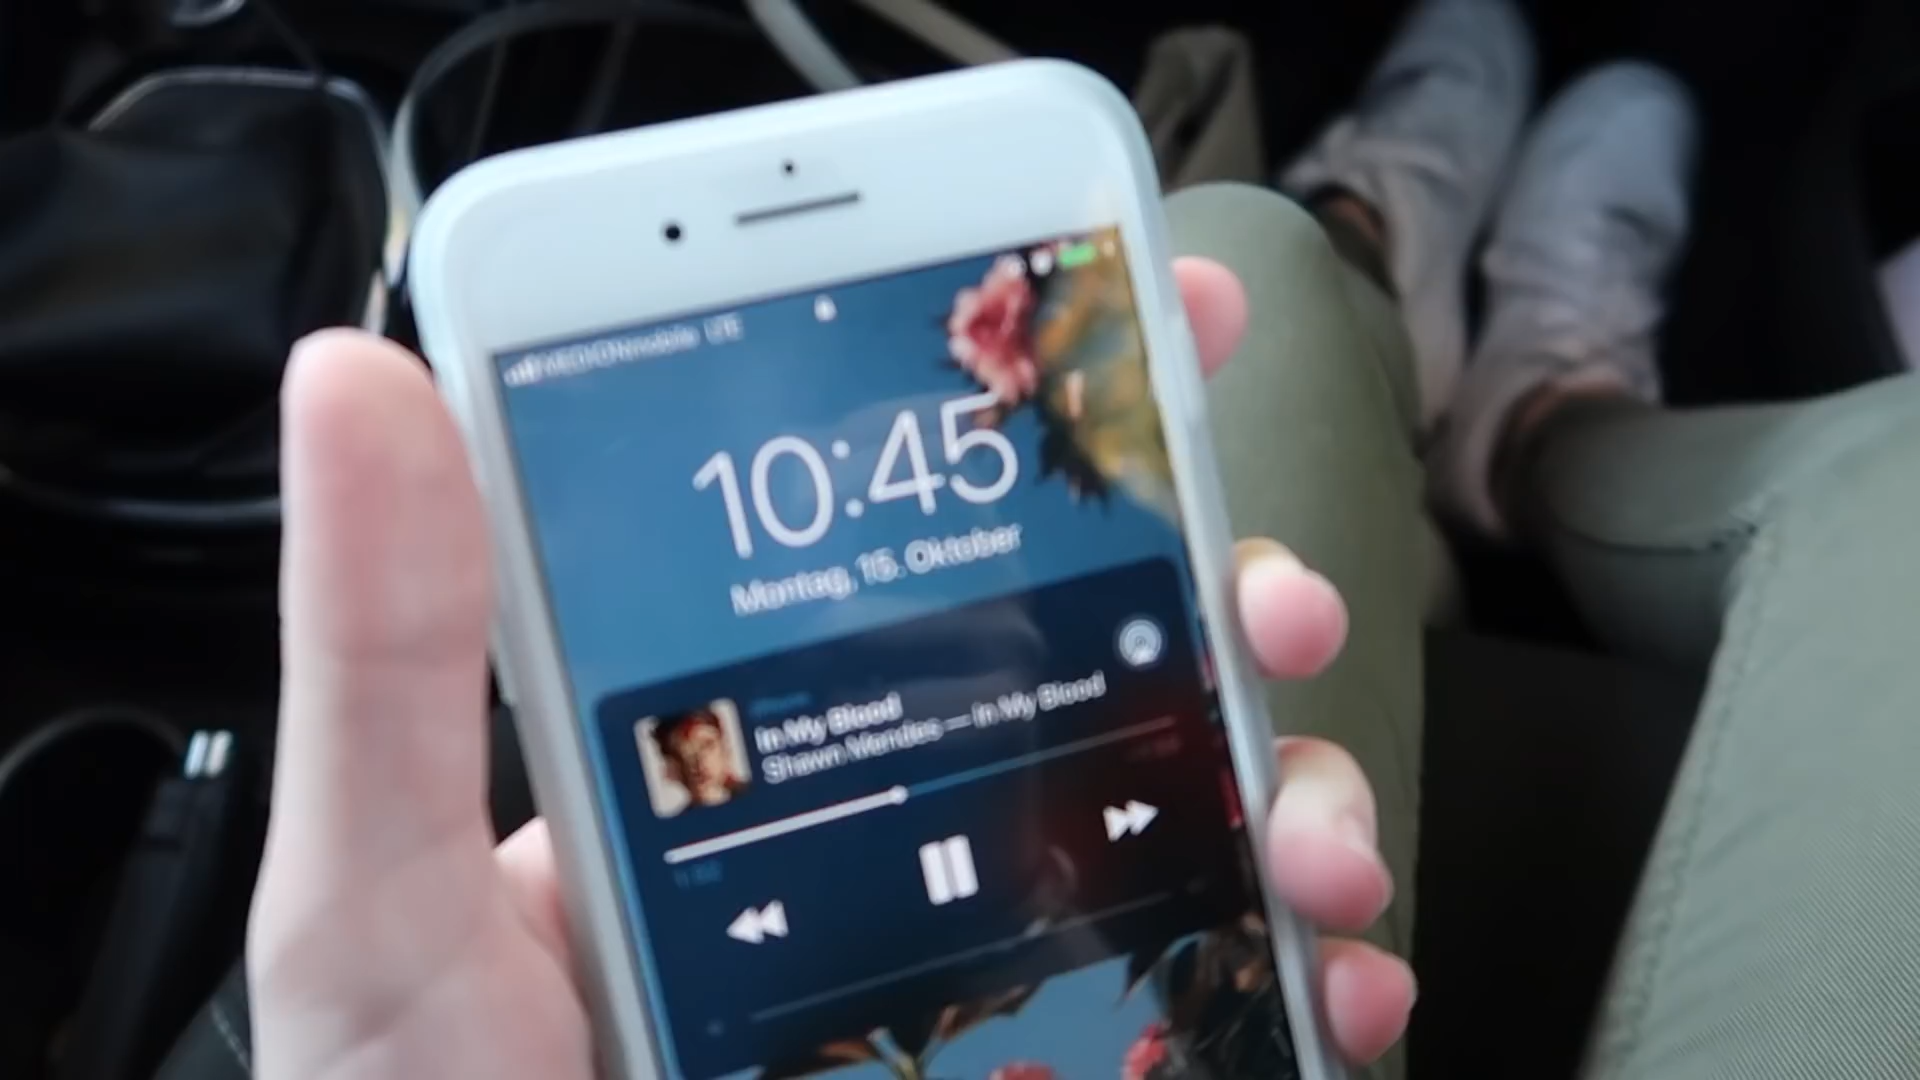 MEDIONmobile LTE
10:45
Montag, 15. Oktober
In My Blood
Shawn Mendes — In My Blood